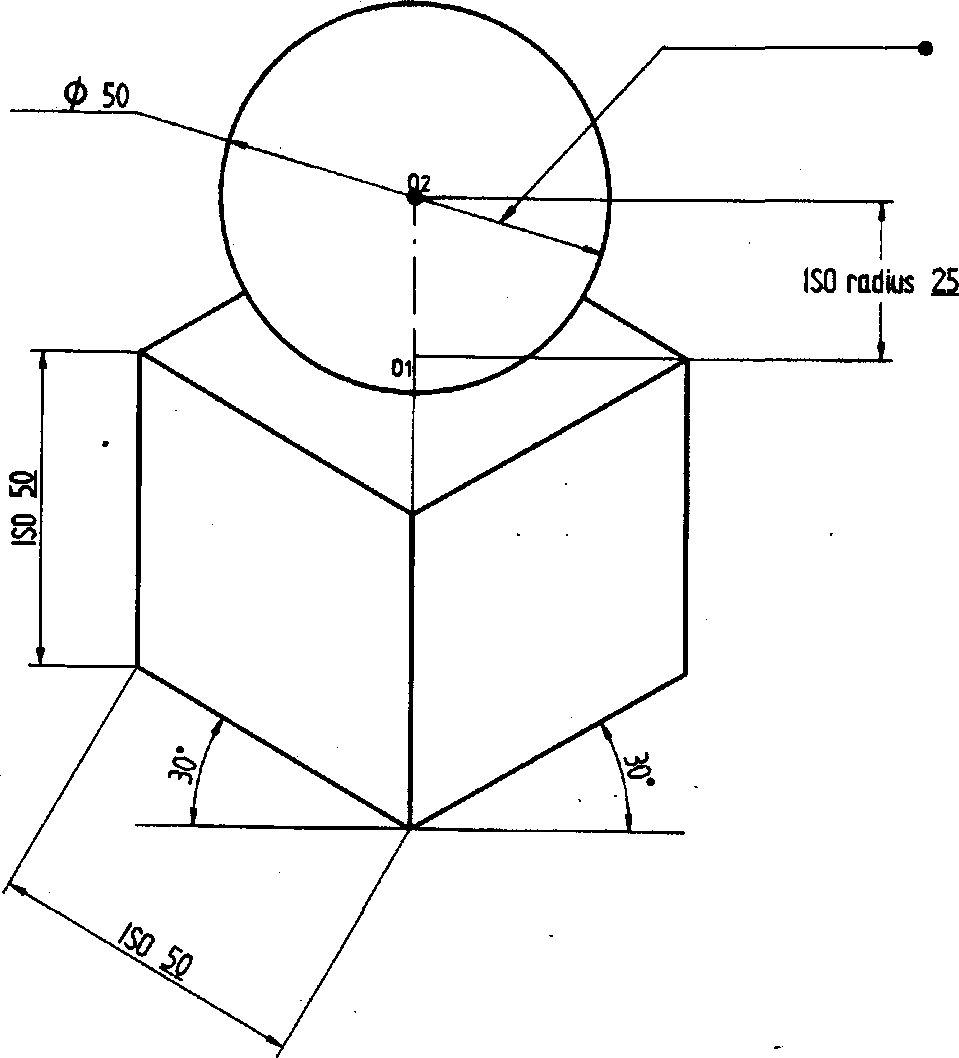 Φ 50
O2
ISO radius 25
O1
ISO 50
30°
30°
ISO 50